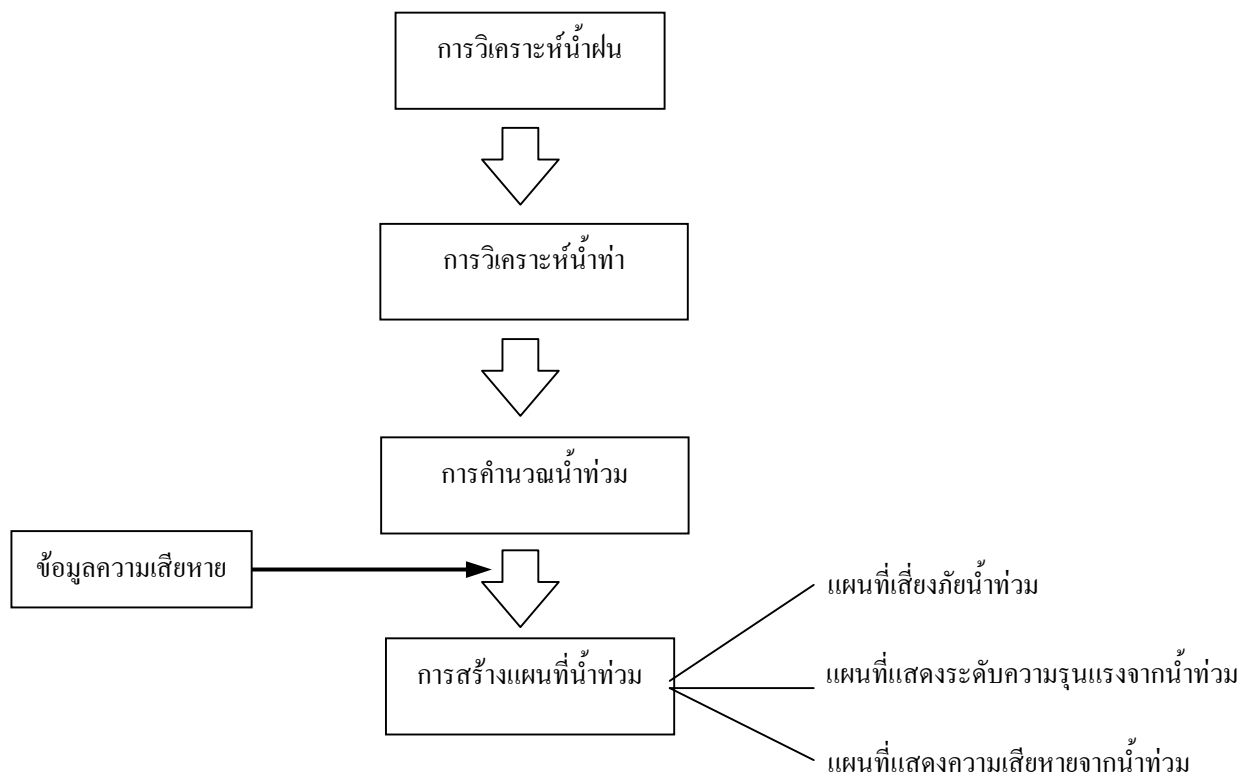 การวิเคราะห์น้ำฝน
การวิเคราะห์น้ำท่า
การคำนวณน้ำท่วม
ข้อมูลความเสียหาย
แผนที่เสี่ยงภัยน้ำท่วม
การสร้างแผนที่น้ำท่วม
แผนที่แสดงระดับความรุนแรงจากน้ำท่วม
แผนที่แสดงความเสียหายจากน้ำท่วม